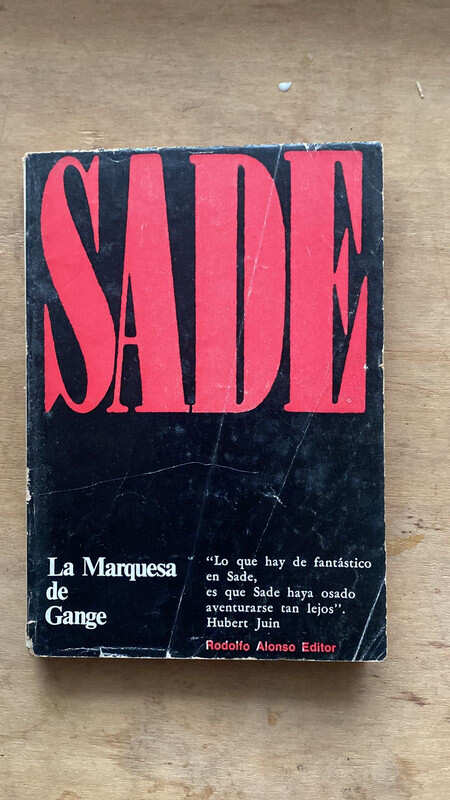 SADE
La Marquesa
de
Gange
"Lo que hay de fantástico
en Sade,
es que Sade haya osado
aventurarse tan lejos".
Hubert Juin
Rodolfo Alonso Editor